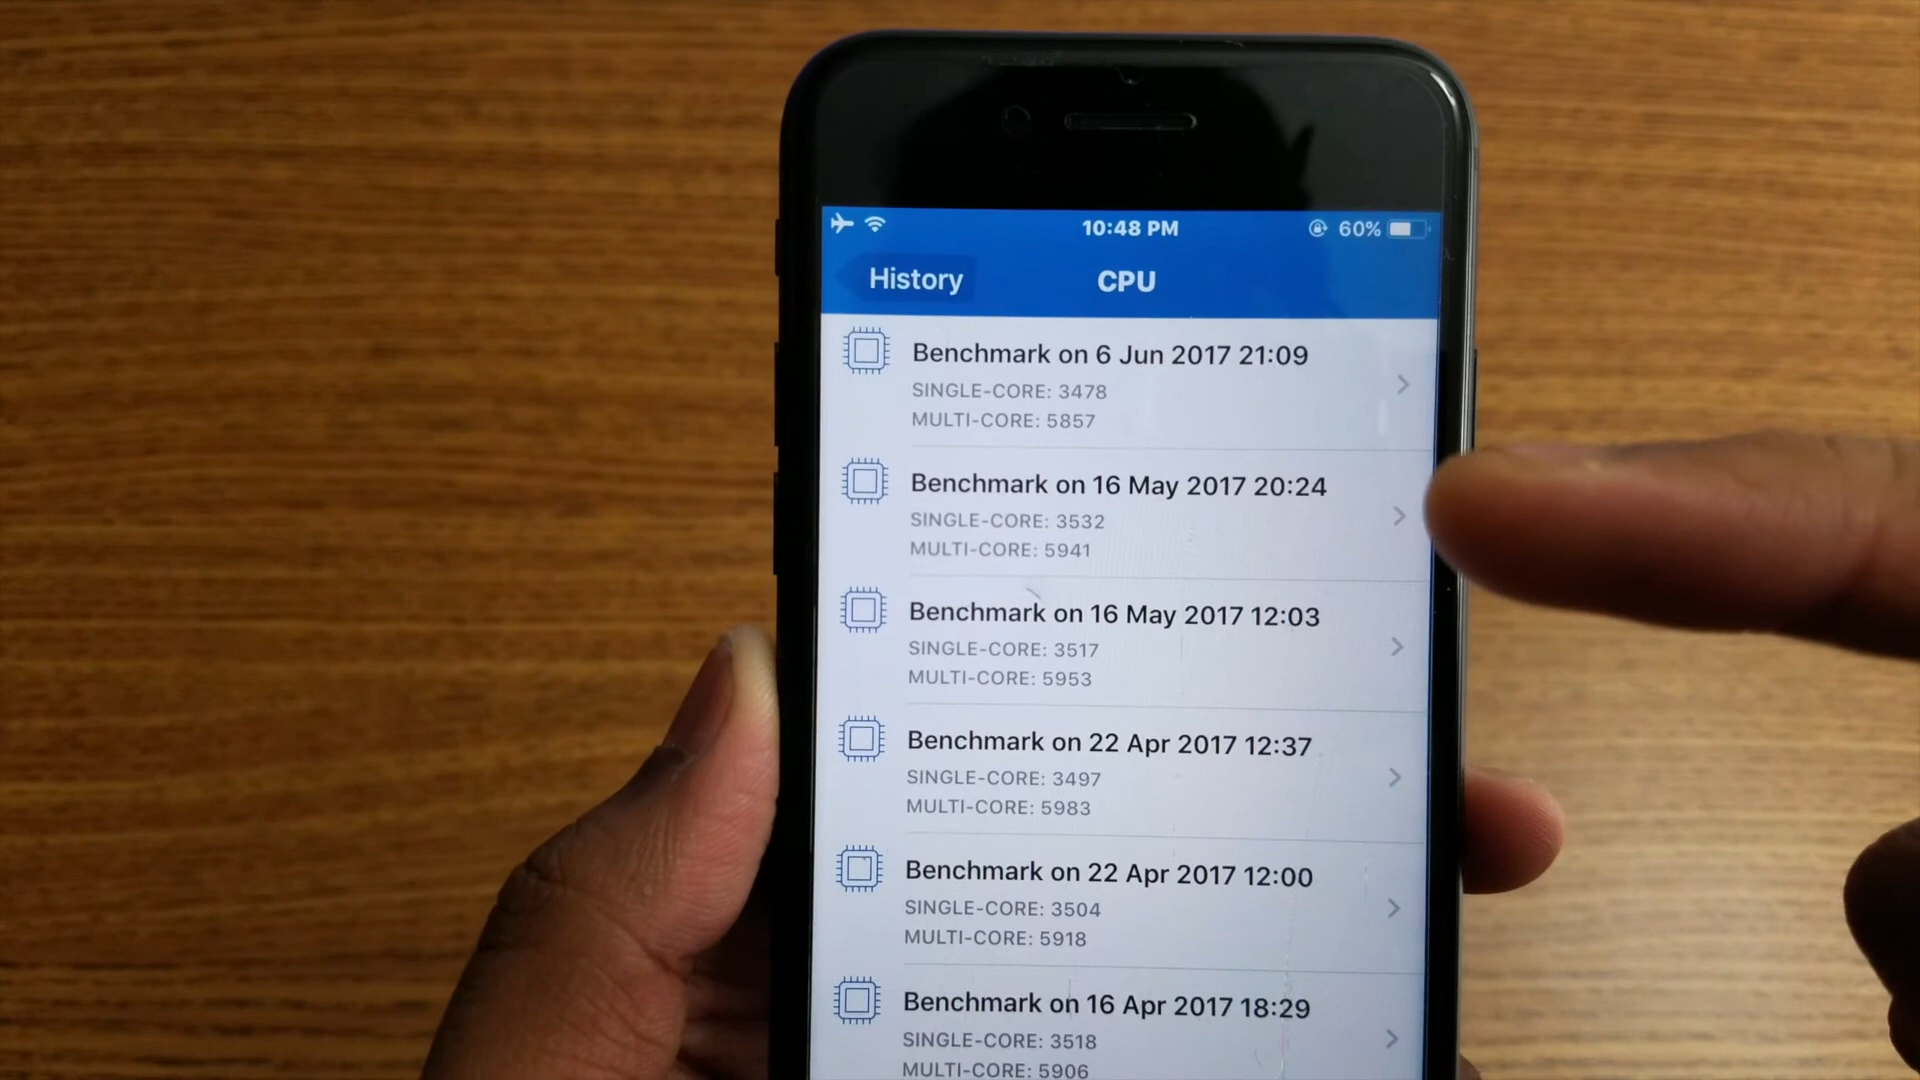 10:48 PM 60%
History CPU
Benchmark on 6 Jun 2017 21:09
SINGLE-CORE: 3478
MULTI-CORE: 5857
Benchmark on 16 May 2017 20:24
SINGLE-CORE: 3532
MULTI-CORE: 5941
Benchmark on 16 May 2017 12:03
SINGLE-CORE: 3517
MULTI-CORE: 5953
Benchmark on 22 Apr 2017 12:37
SINGLE-CORE: 3497
MULTI-CORE: 5983
Benchmark on 22 Apr 2017 12:00
SINGLE-CORE: 3504
MULTI-CORE: 5918
Benchmark on 16 Apr 2017 18:29
SINGLE-CORE: 3518
MULTI-CORE: 5906